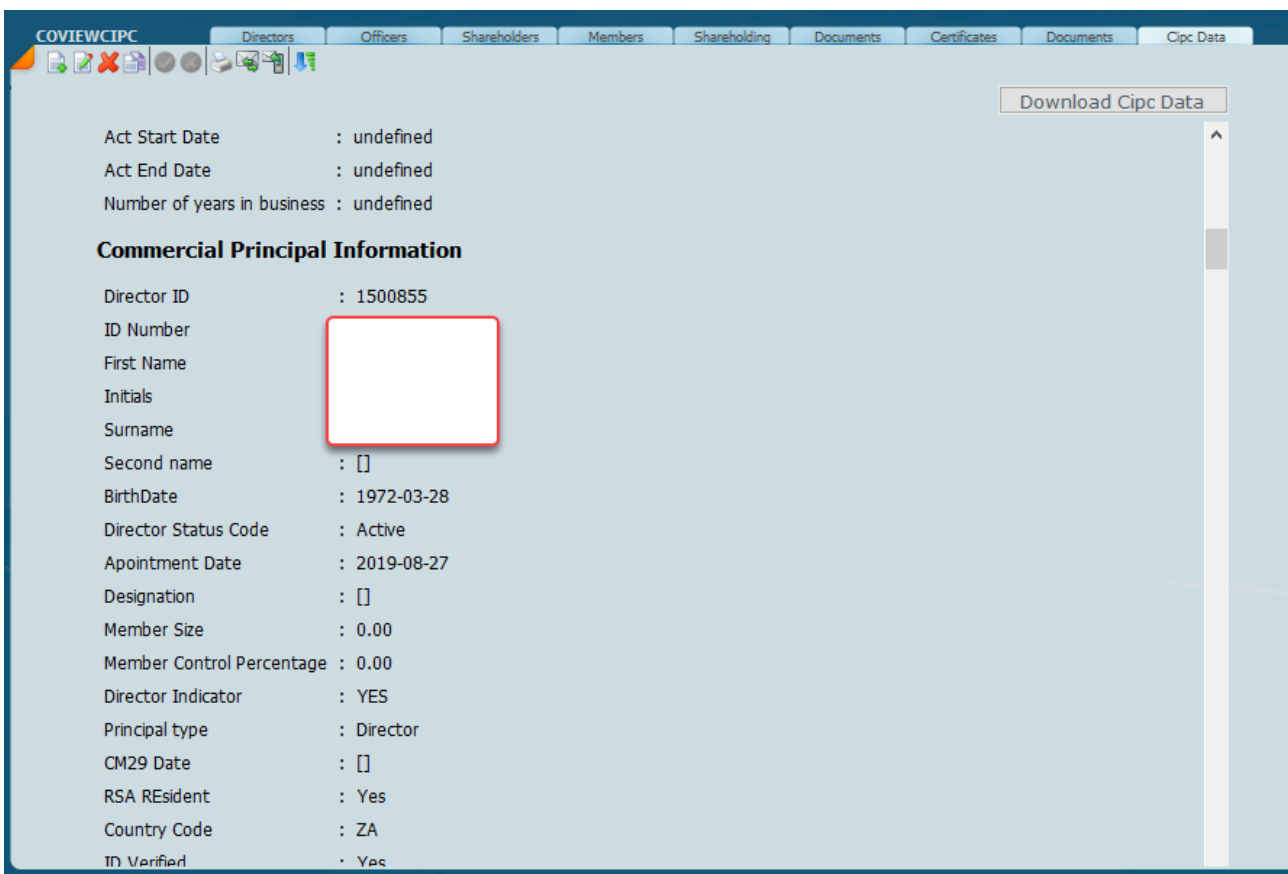 COVIEWCIPC Directors Officers Shareholders Members Shareholding Documents Certificates Documents Cipc Data
Download Cipc Data
Act Start Date : undefined
Act End Date : undefined
Number of years in business : undefined
Commercial Principal Information
Director ID : 1500855
ID Number
First Name
Initials
Surname
Second name : []
BirthDate : 1972-03-28
Director Status Code : Active
Apointment Date : 2019-08-27
Designation : []
Member Size : 0.00
Member Control Percentage : 0.00
Director Indicator : YES
Principal type : Director
CM29 Date : []
RSA REsident : Yes
Country Code : ZA
ID Verified : Yes